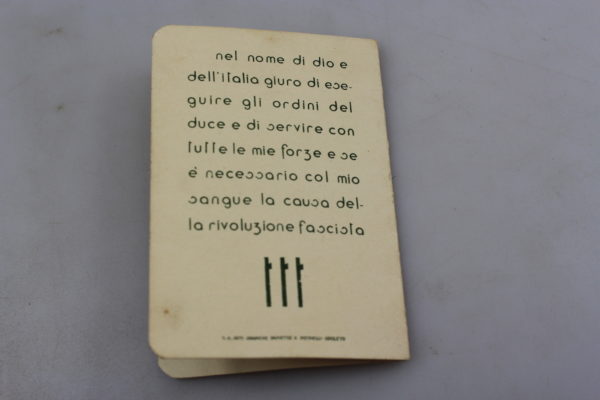 nel nome di dio e
dell'italia giuro di ese-
guire gli ordini del
duce e di servire con
tutte le mie forze e se
è necessario col mio
sangue la causa del-
la rivoluzione fascista